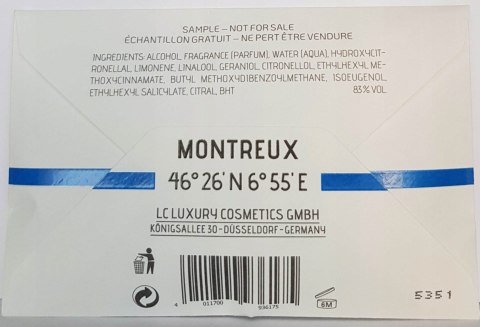 SAMPLE – NOT FOR SALE
ÉCHANTILLON GRATUIT – NE PERT ÊTRE VENDURE
INGREDIENTS: ALCOHOL, FRAGRANCE (PARFUM), WATER (AQUA), HYDROXYCIT-
RONELLAL, LIMONENE, LINALOOL, GERANIOL, CITRONELLOL, ETHYLHEXYL ME-
THOXYCINNAMATE, BUTYL METHOXYDIBENZOYLMETHANE, ISOEUGENOL,
ETHYLHEXYL SALICYLATE, CITRAL, BHT 83% VOL
MONTREUX
46° 26' N 6° 55' E
LC LUXURY COSMETICS GMBH
KÖNIGSALLEE 30-DÜSSELDORF-GERMANY
4 011700 936175
6M
5351